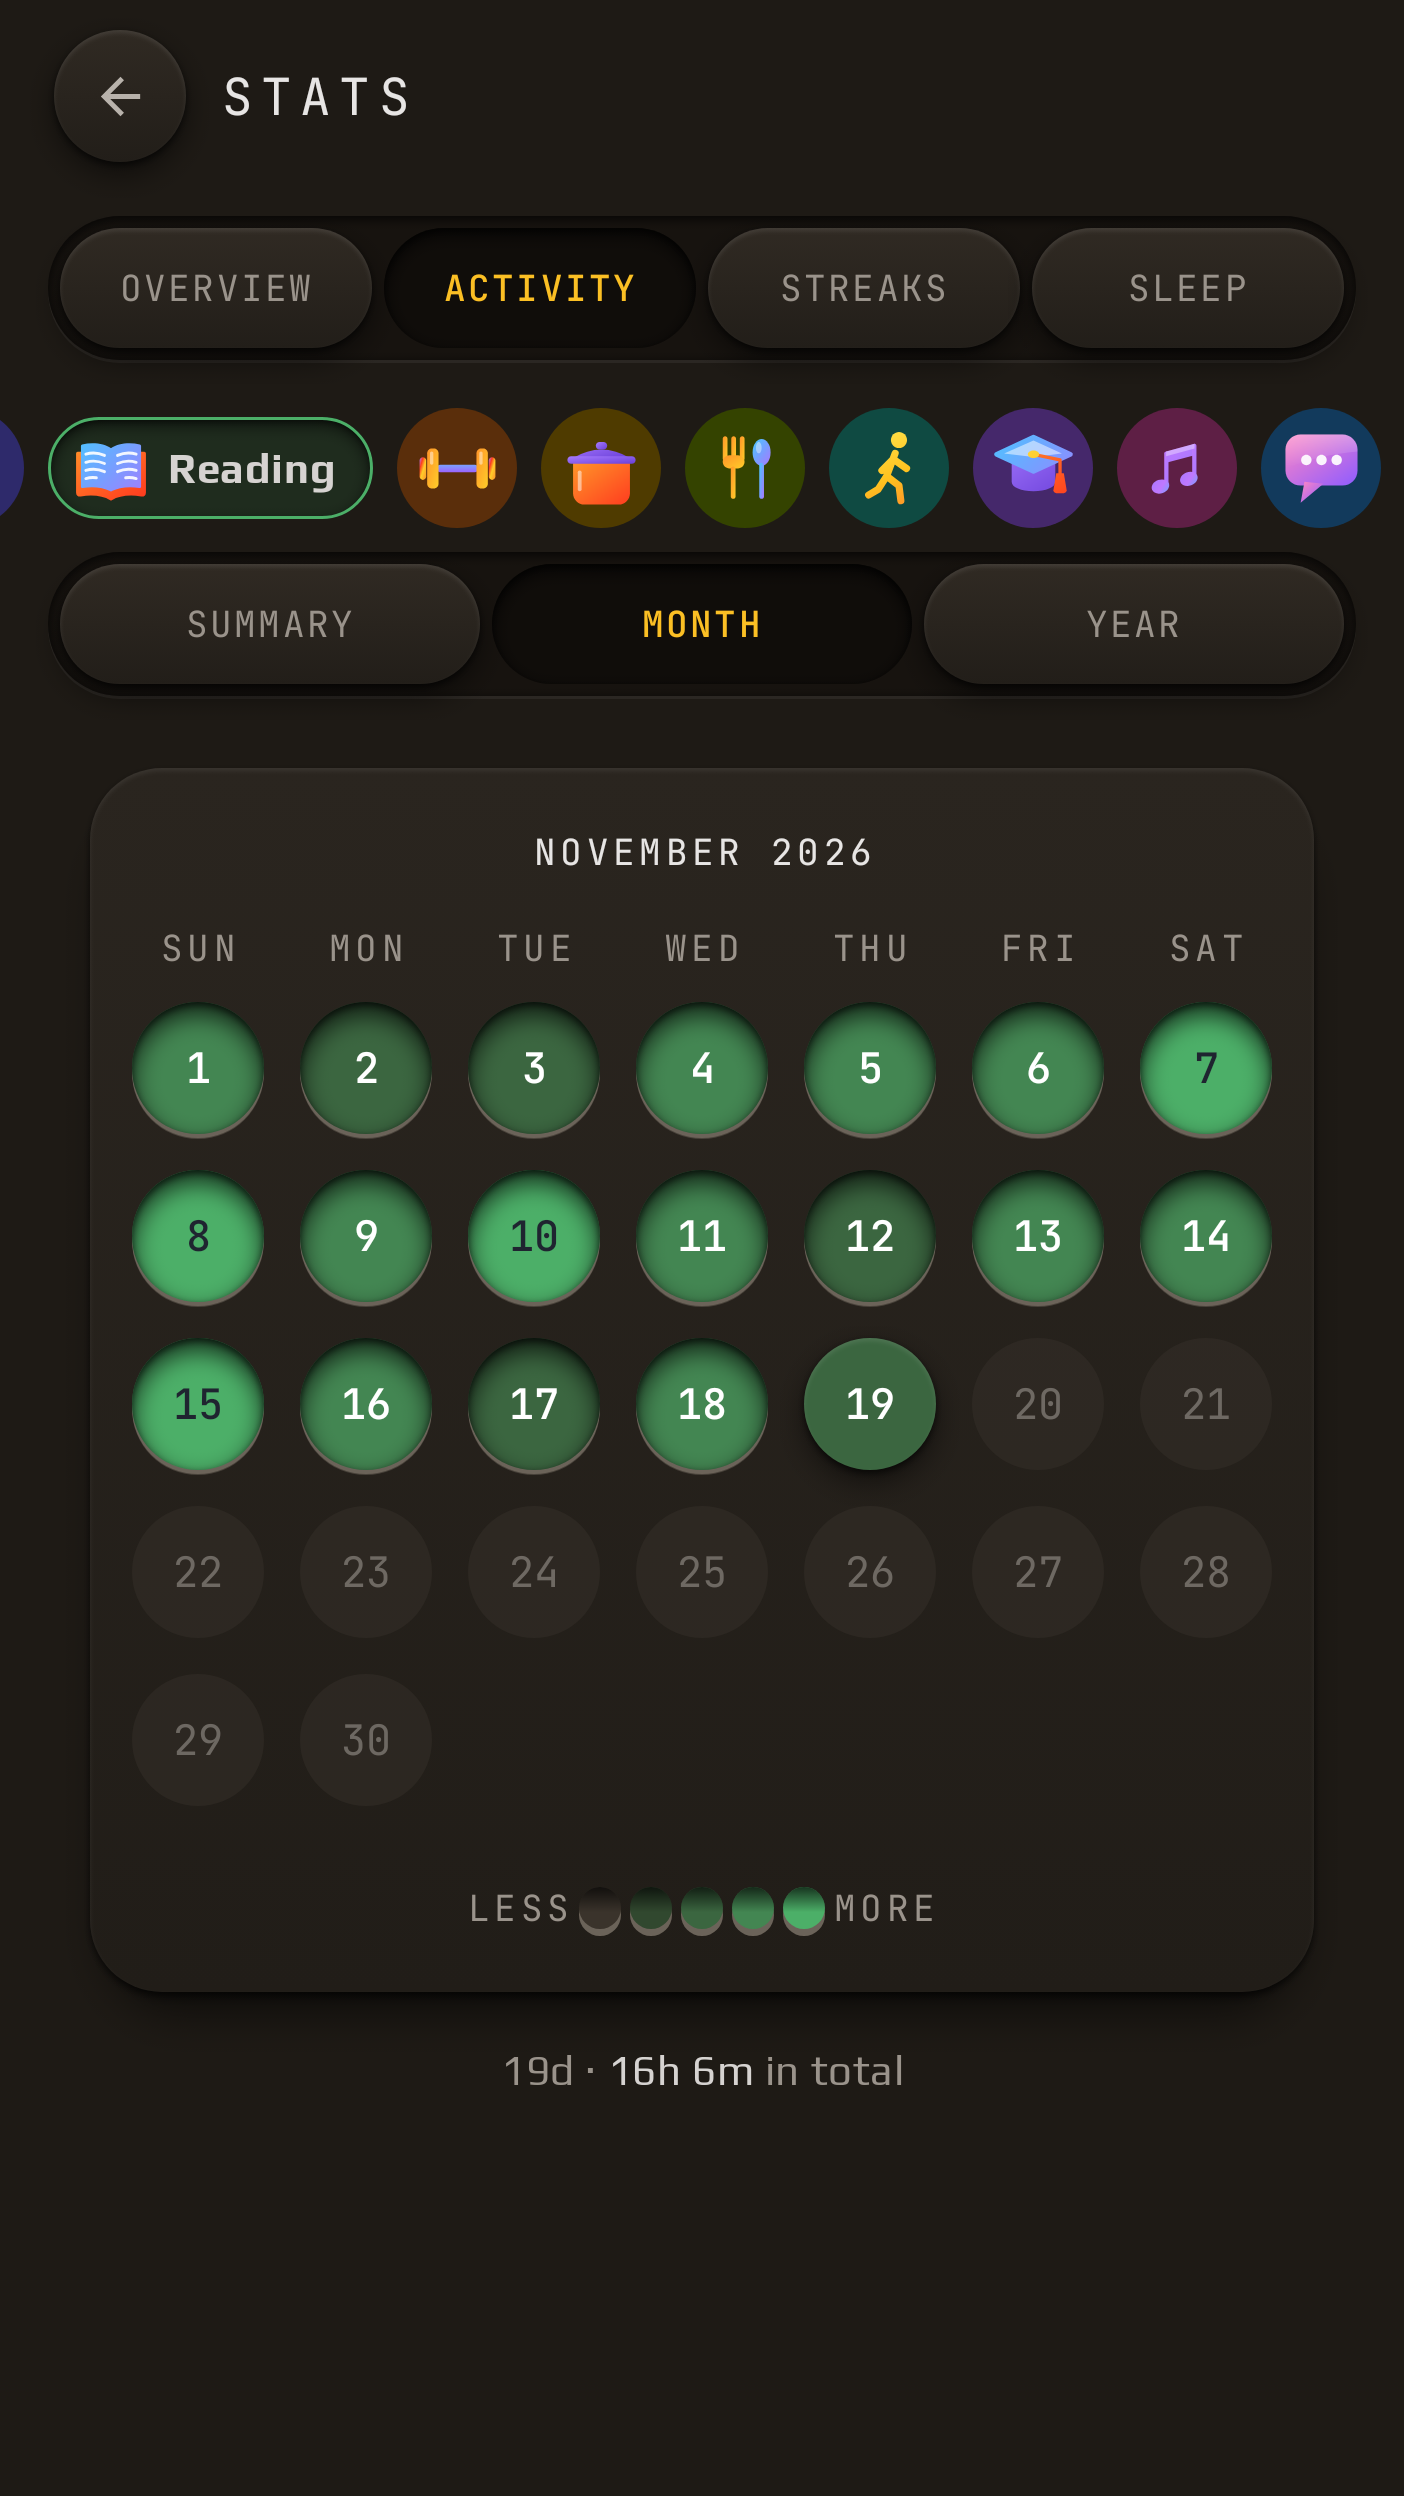 STATS
OVERVIEW ACTIVITY STREAKS SLEEP
Reading
SUMMARY MONTH YEAR
NOVEMBER 2026
SUN MON TUE WED THU FRI SAT
1 2 3 4 5 6 7
8 9 10 11 12 13 14
15 16 17 18 19 20 21
22 23 24 25 26 27 28
29 30
LESS MORE
19d · 16h 6m in total